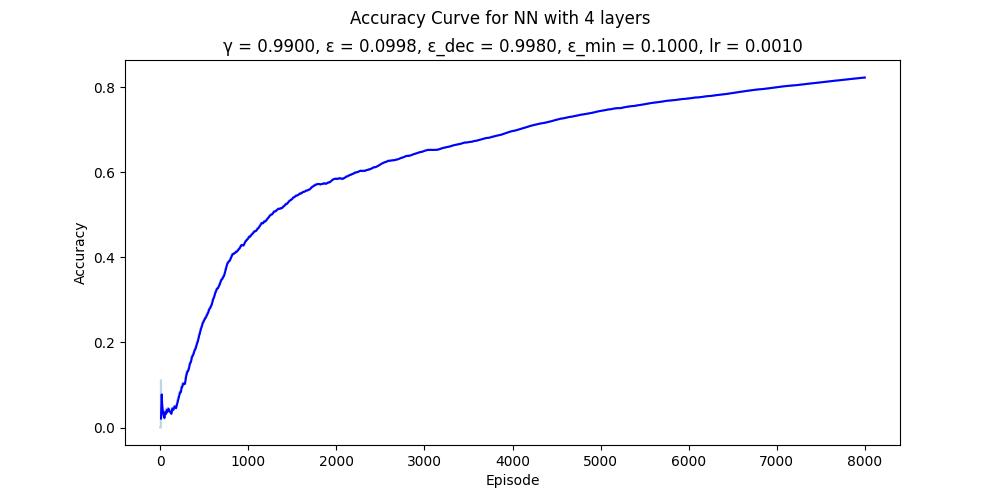 Accuracy Curve for NN with 4 layers
γ = 0.9900, ε = 0.0998, ε_dec = 0.9980, ε_min = 0.1000, lr = 0.0010
0.8
0.6
0.4
0.2
0.0
Accuracy
0 1000 2000 3000 4000 5000 6000 7000 8000
Episode